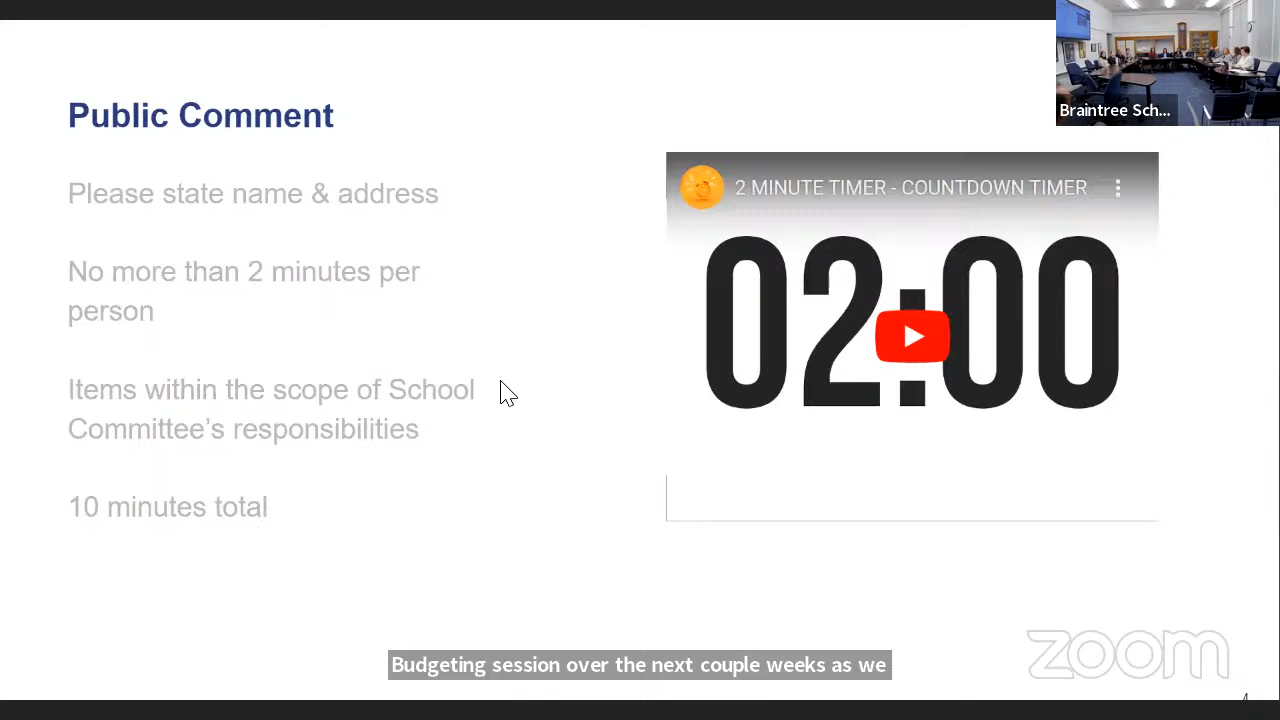 Braintree Sch...
Public Comment
Please state name & address
No more than 2 minutes per
person
Items within the scope of School
Committee’s responsibilities
10 minutes total
2 MINUTE TIMER - COUNTDOWN TIMER
02:00
Budgeting session over the next couple weeks as we
zoom
4